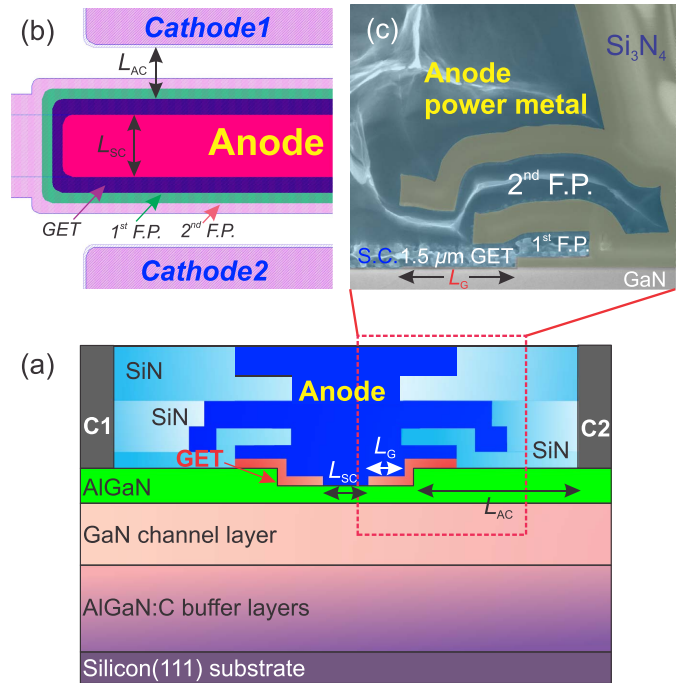 (b)
Cathode1
LAC
LSC
Anode
GET
1st F.P.
2nd F.P.
Cathode2
(c)
Si3N4
Anode
power metal
2nd F.P.
1st F.P.
S.C. 1.5 μm GET
LG
GaN
(a)
SiN
Anode
SiN
C1
C2
GET
LG
SiN
LSC
AlGaN
LAC
GaN channel layer
AlGaN:C buffer layers
Silicon(111) substrate